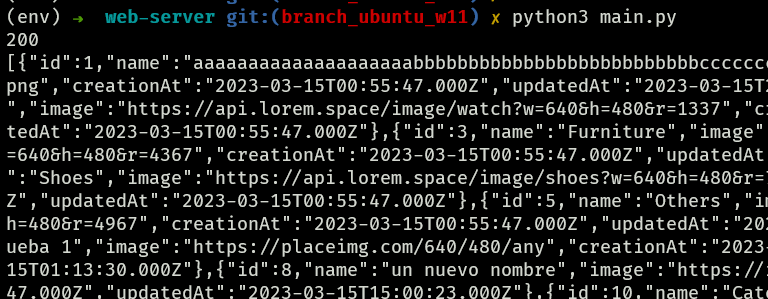 (env) → web-server git:(branch_ubuntu_w11) ✗ python3 main.py
200
[{"id":1,"name":"aaaaaaaaaaaaaaaaaaaaabbbbbbbbbbbbbbbbbbbbbbbbbbccccccc
png","creationAt":"2023-03-15T00:55:47.000Z","updatedAt":"2023-03-15T
","image":"https://api.lorem.space/image/watch?w=640&h=480&r=1337","c
tedAt":"2023-03-15T00:55:47.000Z"},{"id":3,"name":"Furniture","image"
=640&h=480&r=4367","creationAt":"2023-03-15T00:55:47.000Z","updatedAt
":"Shoes","image":"https://api.lorem.space/image/shoes?w=640&h=480&r=
Z","updatedAt":"2023-03-15T00:55:47.000Z"},{"id":5,"name":"Others","i
h=480&r=4967","creationAt":"2023-03-15T00:55:47.000Z","updatedAt":"202
ueba 1","image":"https://placeimg.com/640/480/any","creationAt":"2023-
15T01:13:30.000Z"},{"id":8,"name":"un nuevo nombre","image":"https://
47.000Z","updatedAt":"2023-03-15T15:00:23.000Z"},{"id":10,"name":"Cat